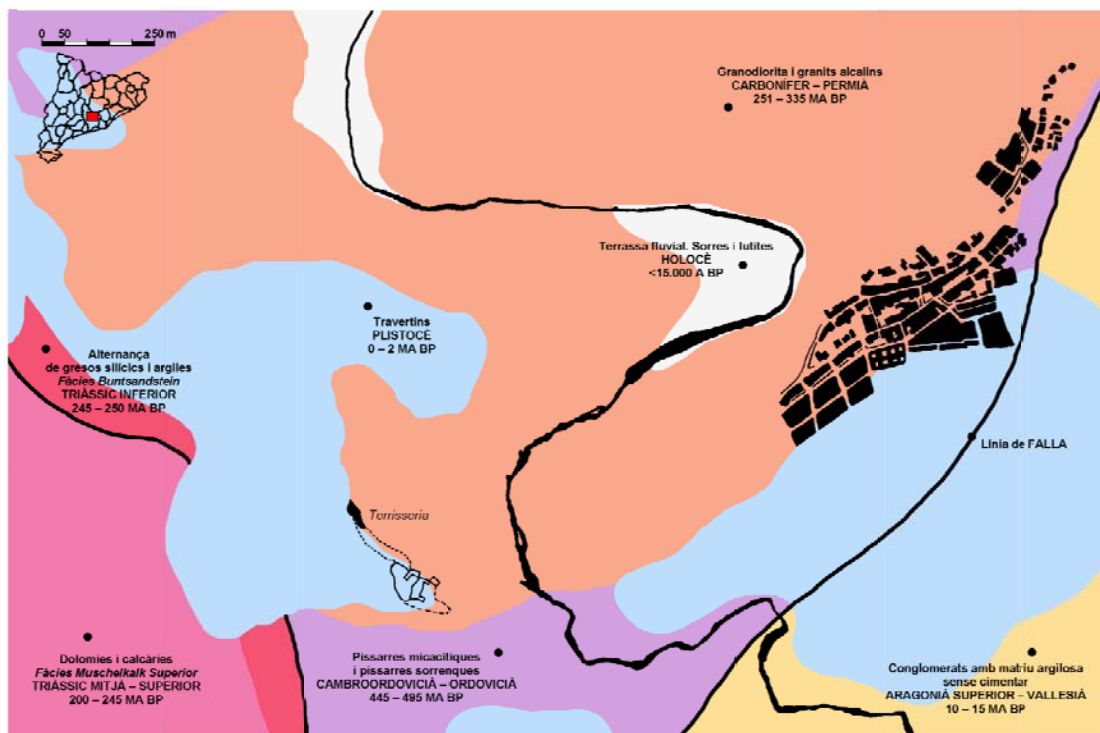 0 50 250 m
Granodiorita i granits alcalins
CARBONÍFER – PERMIÀ
251 – 335 MA BP
Terrassa fluvial. Sorres i lutites
HOLOCÈ
<15.000 A BP
Travertins
PLISTOCÈ
0 – 2 MA BP
Alternança
de gresos silícics i argiles
Fàcies Buntsandstein
TRIÀSSIC INFERIOR
245 – 250 MA BP
Línia de FALLA
Terrisseria
Dolomies i calcàries
Fàcies Muschelkalk Superior
TRIÀSSIC MITJÀ – SUPERIOR
200 – 245 MA BP
Pissarres micacítiques
i pissarres sorrenques
CAMBROORDOVICIÀ – ORDOVICIÀ
445 – 495 MA BP
Conglomerats amb matriu argilosa
sense cimentar
ARAGONIÀ SUPERIOR – VALLESIÀ
10 – 15 MA BP